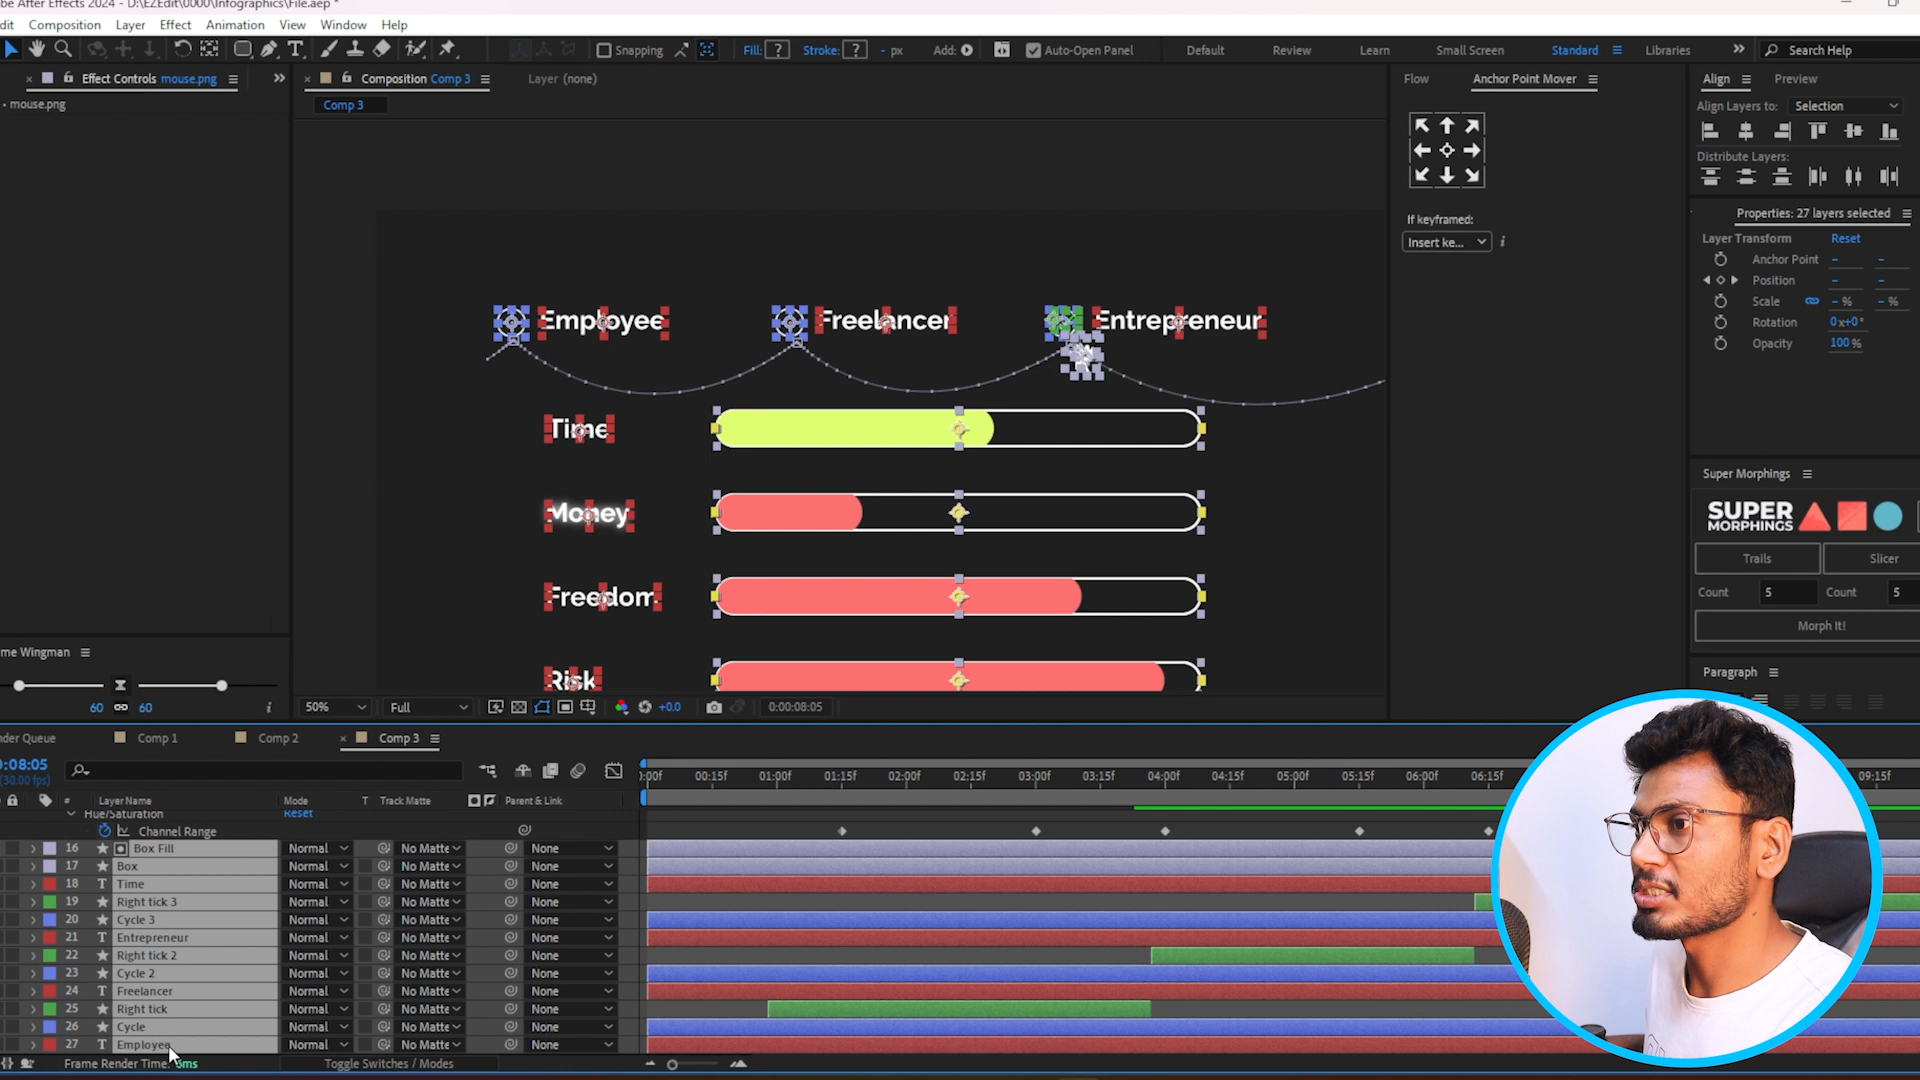 be After Effects 2024 - D:\EZEdit\0000\Infographics\File.aep *
dit Composition Layer Effect Animation View Window Help
Snapping Fill: ? Stroke: ? - px Add: Auto-Open Panel Default Review Learn Small Screen Standard Libraries Search Help
Effect Controls mouse.png
mouse.png
Composition Comp 3
Layer (none)
Comp 3
Flow
Anchor Point Mover
If keyframed:
Insert ke...
Align
Preview
Align Layers to: Selection
Distribute Layers:
Properties: 27 layers selected
Layer Transform Reset
Anchor Point - -
Position - -
Scale - % - %
Rotation 0x+0°
Opacity 100 %
Super Morphings
SUPER
MORPHINGS
Trails Slicer
Count 5 Count 5
Morph It!
Paragraph
Employee Freelancer Entrepreneur
Time
Money
Freedom
Risk
me Wingman
60 60
50% Full +0.0 0:00:08:05
der Queue Comp 1 Comp 2 Comp 3
0:08:05
(30.00 fps)
:00f 00:15f 01:00f 01:15f 02:00f 02:15f 03:00f 03:15f 04:00f 04:15f 05:00f 05:15f 06:00f 06:15f 09:15f
# Layer Name Mode T Track Matte Parent & Link
Hue/Saturation Reset
Channel Range
16 Box Fill Normal No Matte None
17 Box Normal No Matte None
18 T Time Normal No Matte None
19 Right tick 3 Normal No Matte None
20 Cycle 3 Normal No Matte None
21 T Entrepreneur Normal No Matte None
22 Right tick 2 Normal No Matte None
23 Cycle 2 Normal No Matte None
24 T Freelancer Normal No Matte None
25 Right tick Normal No Matte None
26 Cycle Normal No Matte None
27 T Employee Normal No Matte None
Frame Render Time: ms
Toggle Switches / Modes